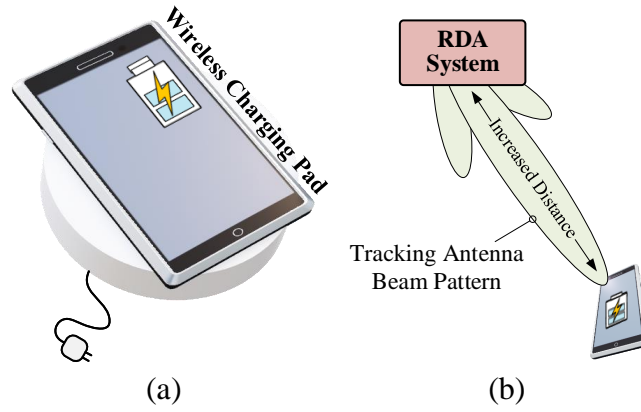 Wireless Charging Pad
(a)
RDA
System
Increased Distance
Tracking Antenna
Beam Pattern
(b)